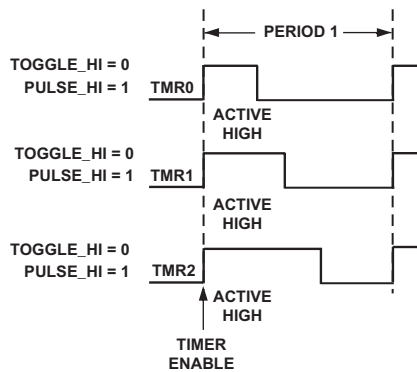 PERIOD 1
TOGGLE_HI = 0
PULSE_HI = 1 TMR0
ACTIVE
HIGH
TOGGLE_HI = 0
PULSE_HI = 1 TMR1
ACTIVE
HIGH
TOGGLE_HI = 0
PULSE_HI = 1 TMR2
ACTIVE
HIGH
TIMER
ENABLE